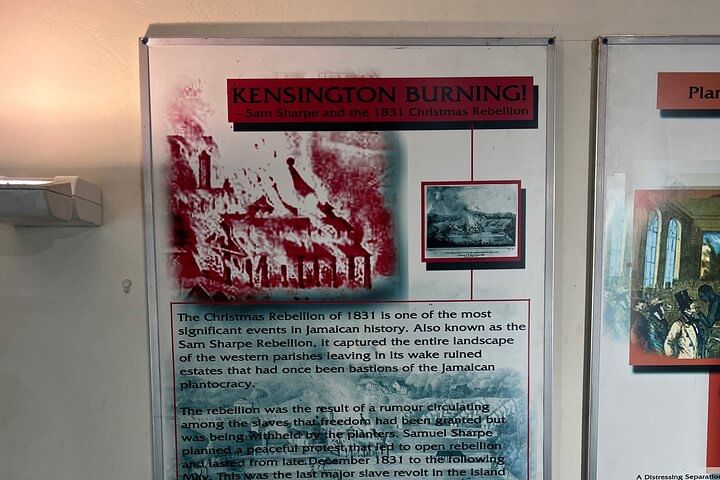 KENSINGTON BURNING!
- Sam Sharpe and the 1831 Christmas Rebellion
The Christmas Rebellion of 1831 is one of the most
significant events in Jamaican history. Also known as the
Sam Sharpe Rebellion, it captured the entire landscape
of the western parishes leaving in its wake ruined
estates that had once been bastions of the Jamaican
plantocracy.
The rebellion was the result of a rumour circulating
among the slaves that freedom had been granted but
was being withheld by the planters. Samuel Sharpe
planned a peaceful protest that led to open rebellion
and lasted from late December 1831 to the following
May. This was the last major slave revolt in the Island
Plan
A Distressing Separatio